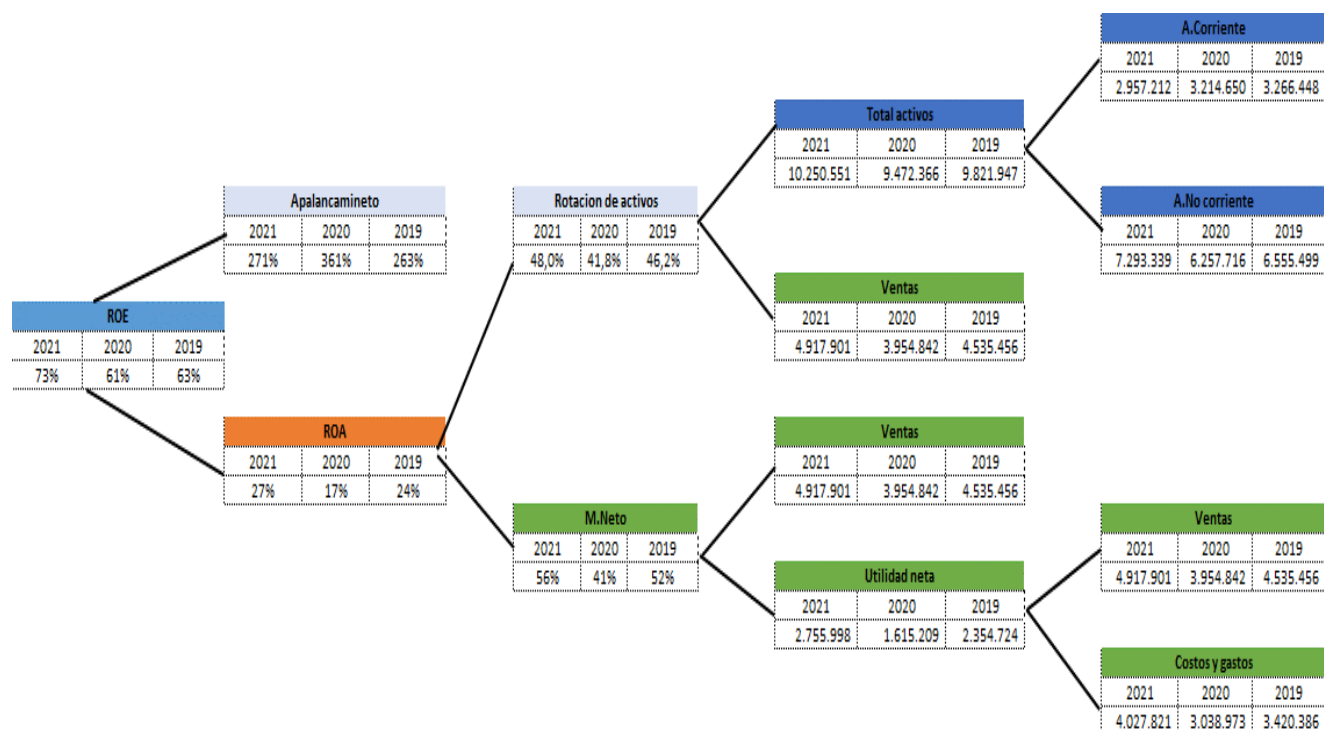 A.Corriente
2021 2020 2019
2.957.212 3.214.650 3.266.448
Total activos
2021 2020 2019
10.250.551 9.472.366 9.821.947
A.No corriente
2021 2020 2019
7.293.339 6.257.716 6.555.499
Apalancamineto
2021 2020 2019
271% 361% 263%
Rotacion de activos
2021 2020 2019
48,0% 41,8% 46,2%
Ventas
2021 2020 2019
4.917.901 3.954.842 4.535.456
ROE
2021 2020 2019
73% 61% 63%
ROA
2021 2020 2019
27% 17% 24%
Ventas
2021 2020 2019
4.917.901 3.954.842 4.535.456
M.Neto
2021 2020 2019
56% 41% 52%
Utilidad neta
2021 2020 2019
2.755.998 1.615.209 2.354.724
Ventas
2021 2020 2019
4.917.901 3.954.842 4.535.456
Costos y gastos
2021 2020 2019
4.027.821 3.038.973 3.420.386